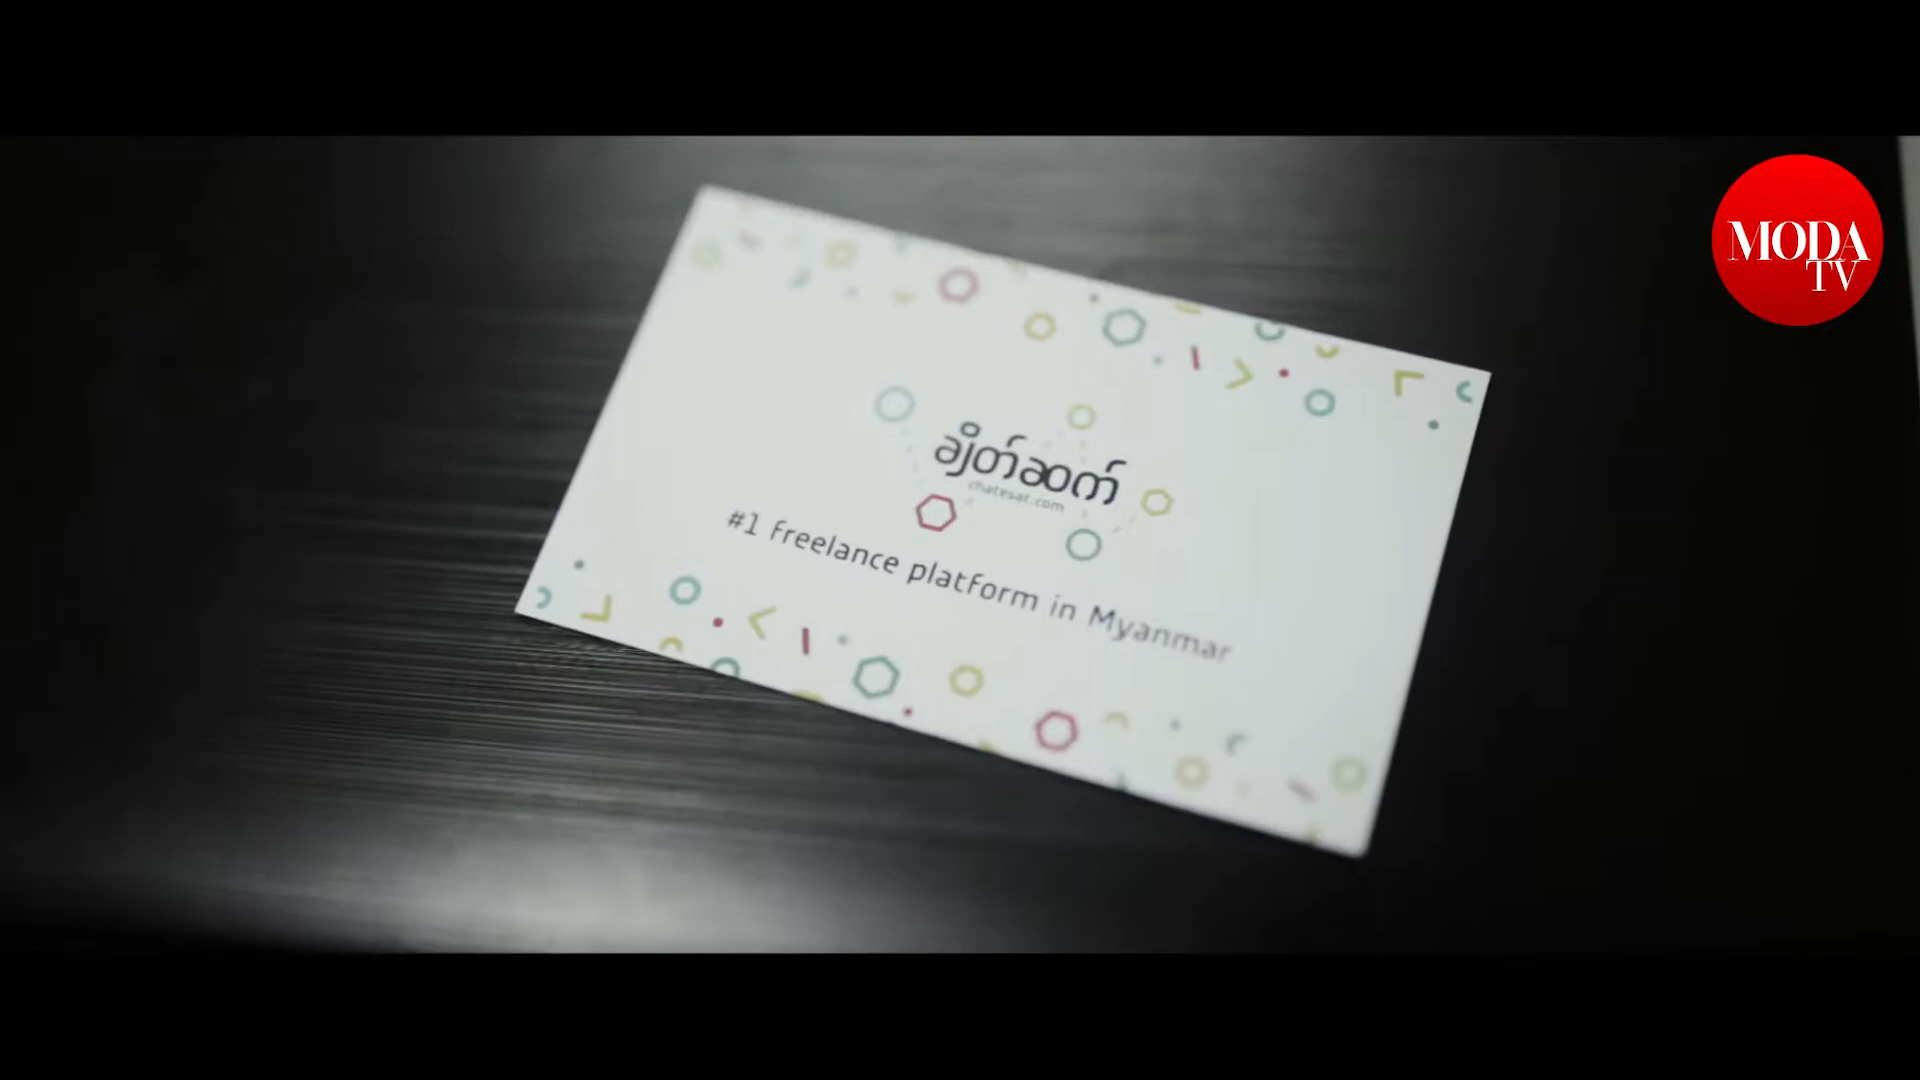 MODA
TV
ချိတ်ဆက်
chatesat.com
#1 Freelance platform in Myanmar